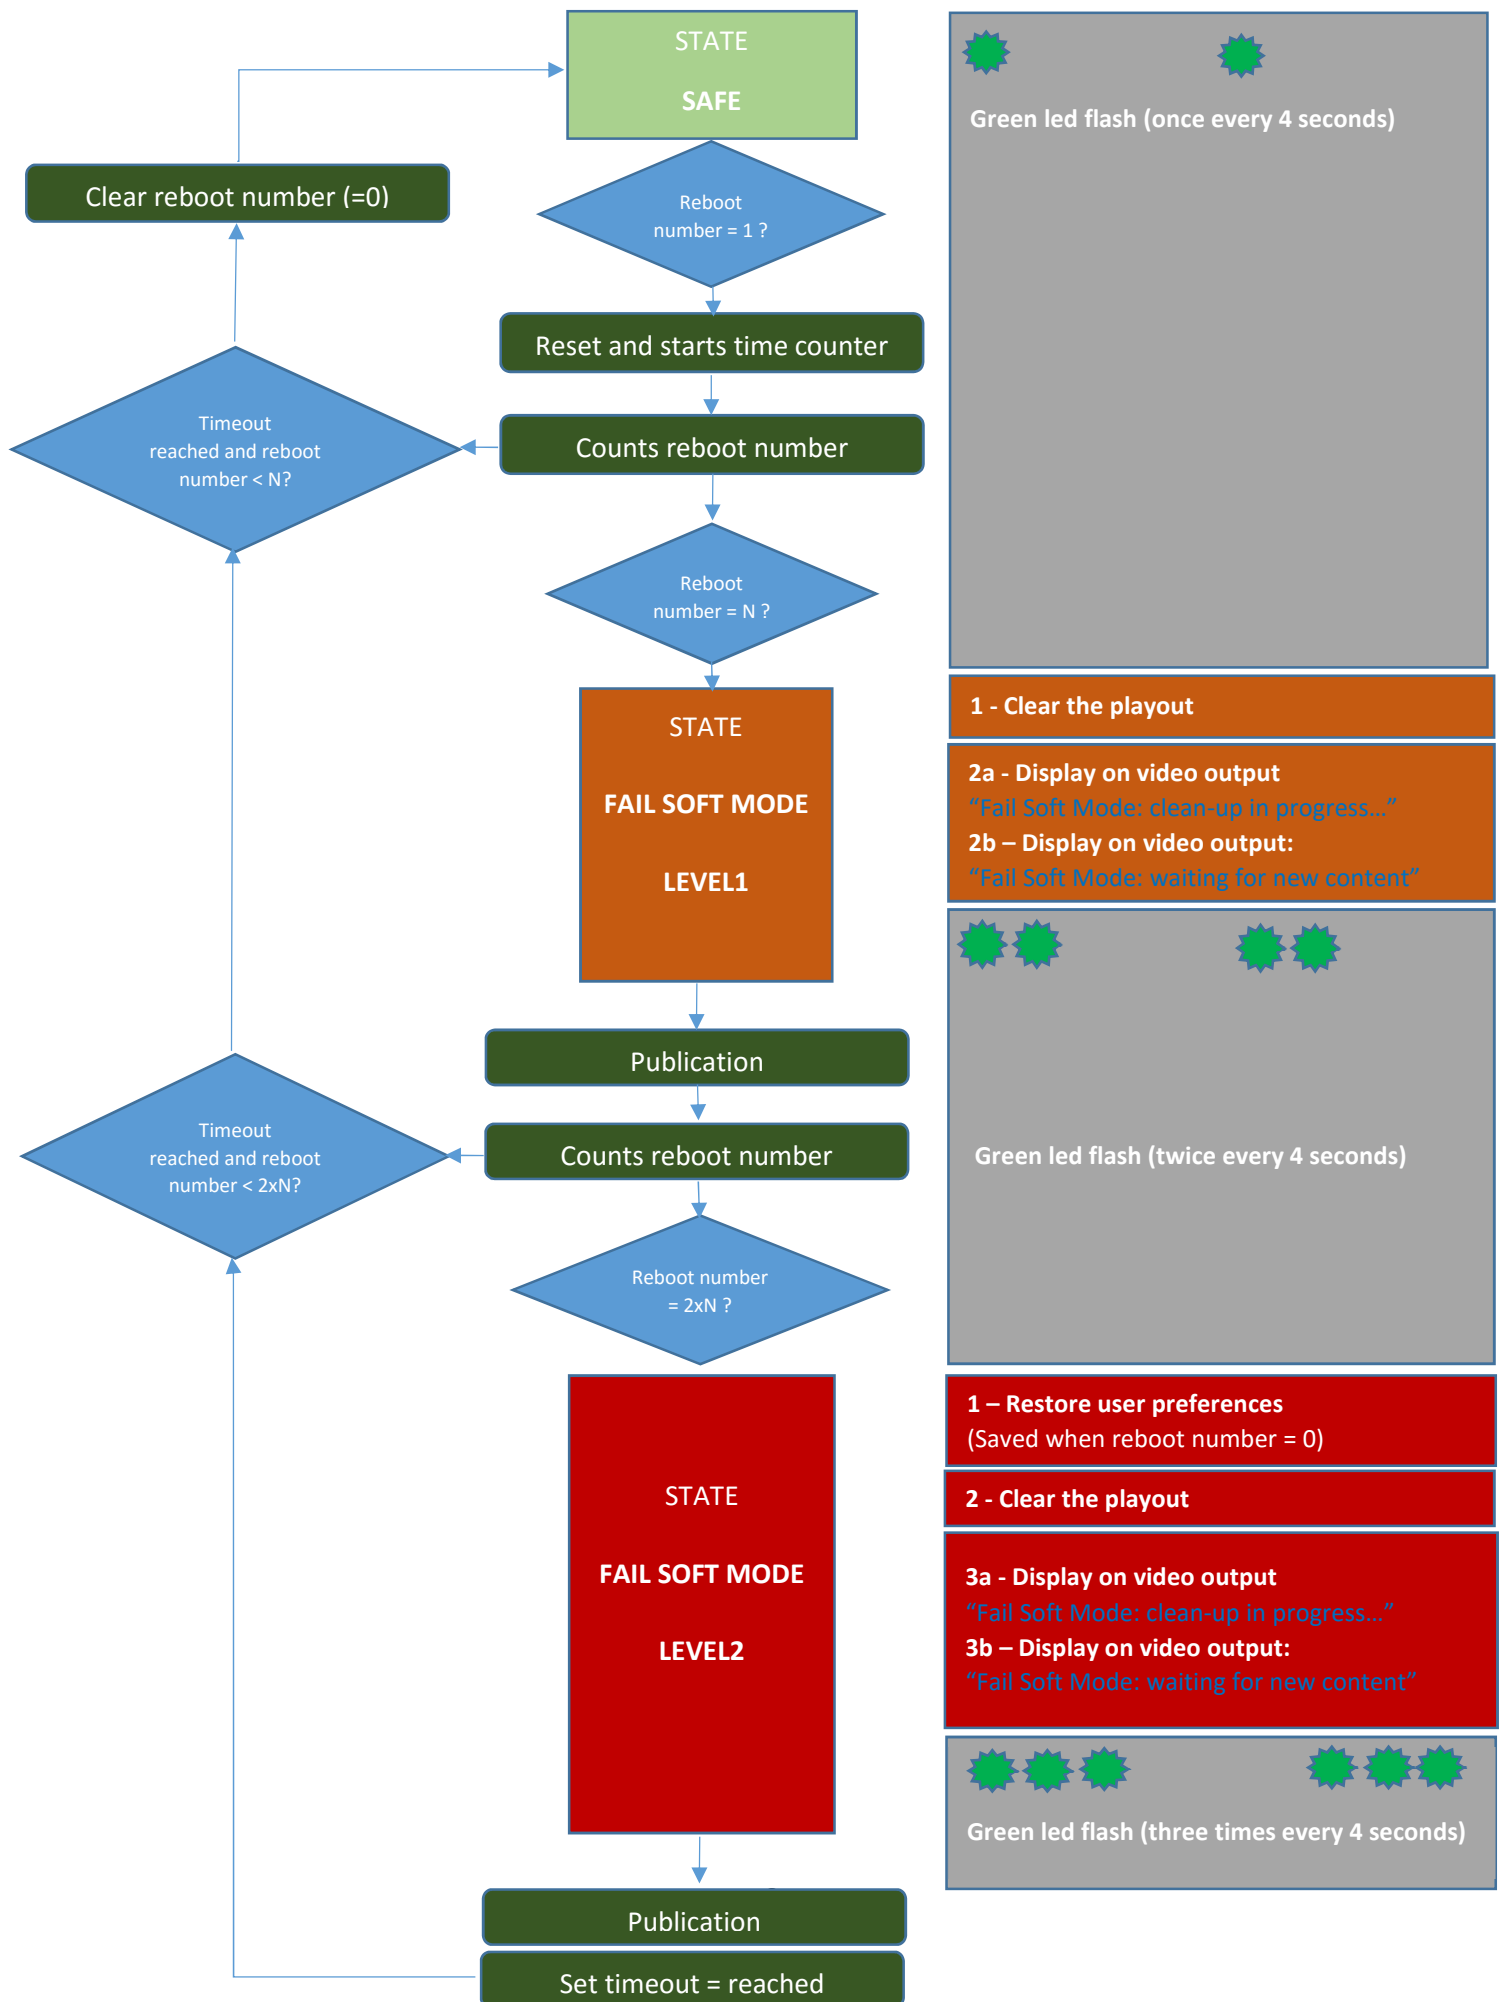 STATE
SAFE
Green led flash (once every 4 seconds)
Clear reboot number (=0)
Reboot
number = 1 ?
Reset and starts time counter
Timeout
reached and reboot
number < N?
Counts reboot number
Reboot
number = N ?
STATE
FAIL SOFT MODE
LEVEL1
1 - Clear the playout
2a - Display on video output
“Fail Soft Mode: clean-up in progress...”
2b – Display on video output:
“Fail Soft Mode: waiting for new content”
Publication
Timeout
reached and reboot
number < 2xN?
Counts reboot number
Green led flash (twice every 4 seconds)
Reboot number
= 2xN ?
STATE
FAIL SOFT MODE
LEVEL2
1 – Restore user preferences
(Saved when reboot number = 0)
2 - Clear the playout
3a - Display on video output
“Fail Soft Mode: clean-up in progress...”
3b – Display on video output:
“Fail Soft Mode: waiting for new content”
Green led flash (three times every 4 seconds)
Publication
Set timeout = reached